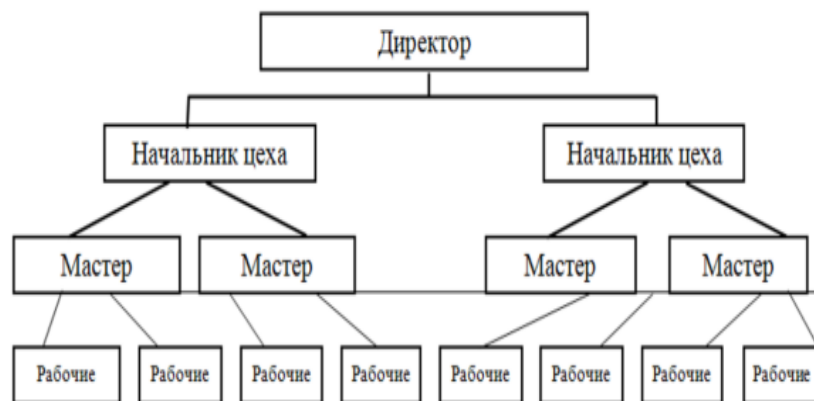 Директор
Начальник цеха
Начальник цеха
Мастер
Мастер
Мастер
Мастер
Рабочие
Рабочие
Рабочие
Рабочие
Рабочие
Рабочие
Рабочие
Рабочие